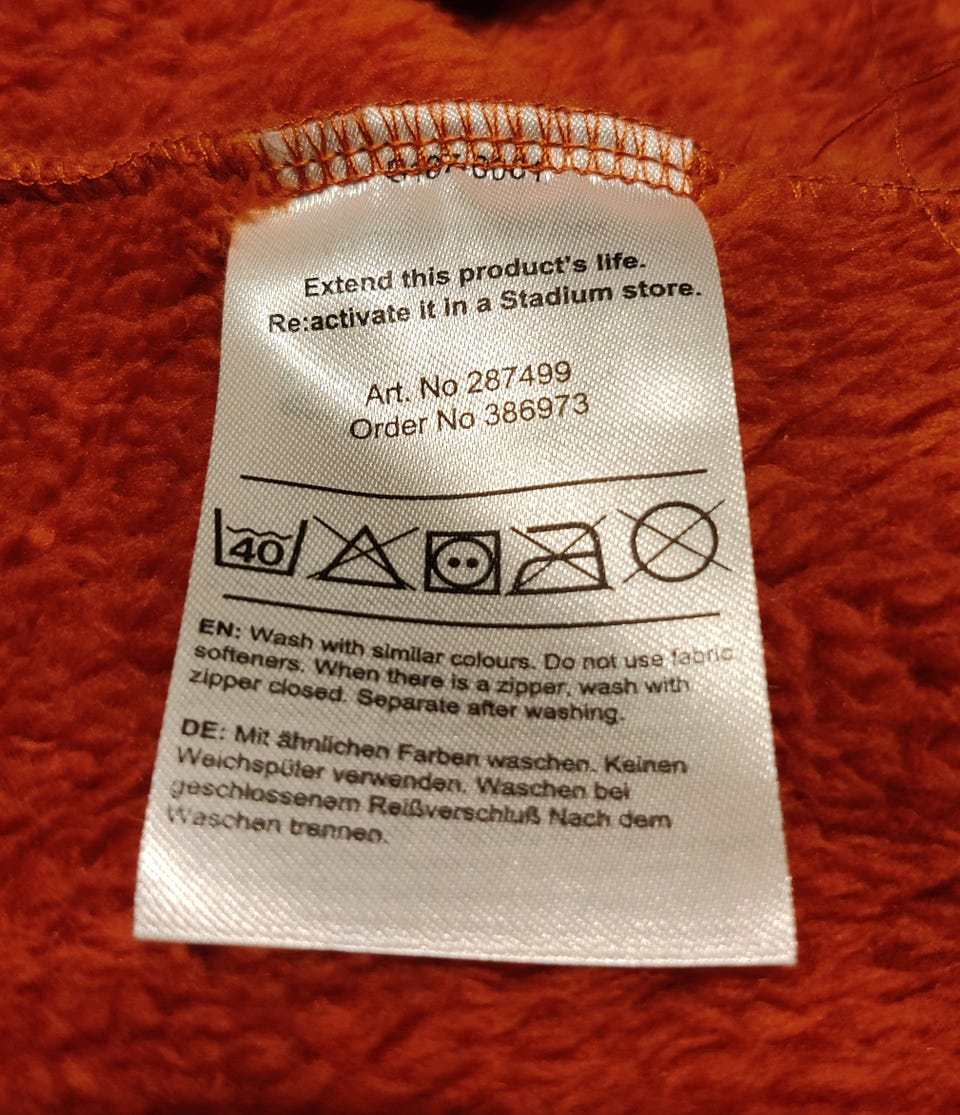 Extend this product's life.
Re:activate it in a Stadium store.
Art. No 287499
Order No 386973
40
EN: Wash with similar colours. Do not use fabric
softeners. When there is a zipper, wash with
zipper closed. Separate after washing.
DE: Mit ähnlichen Farben waschen. Keinen
Weichspüler verwenden. Waschen bei
geschlossenem Reißverschluß Nach dem
Waschen trennen.